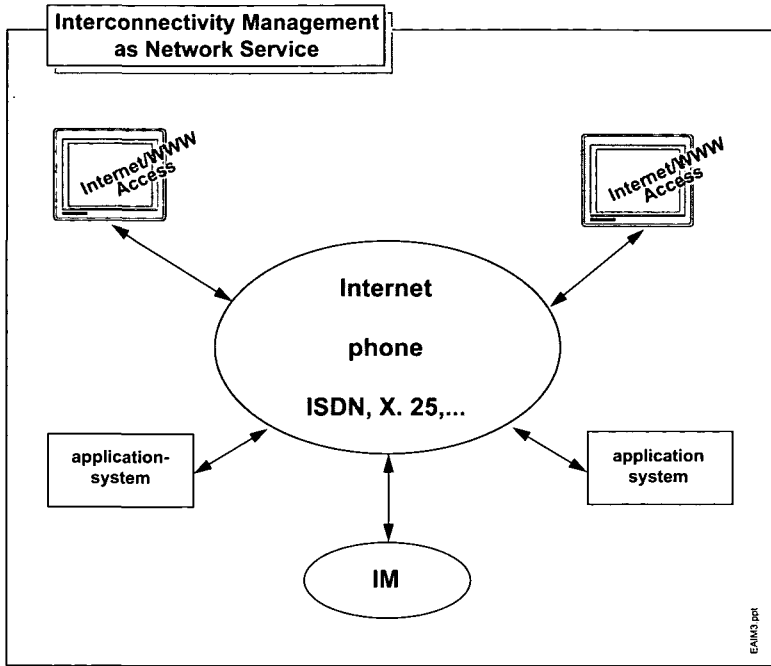 Interconnectivity Management
as Network Service
Internet/WWW
Access
Internet/WWW
Access
Internet
phone
ISDN, X. 25,...
application-
system
application
system
IM
EAIM3.ppt